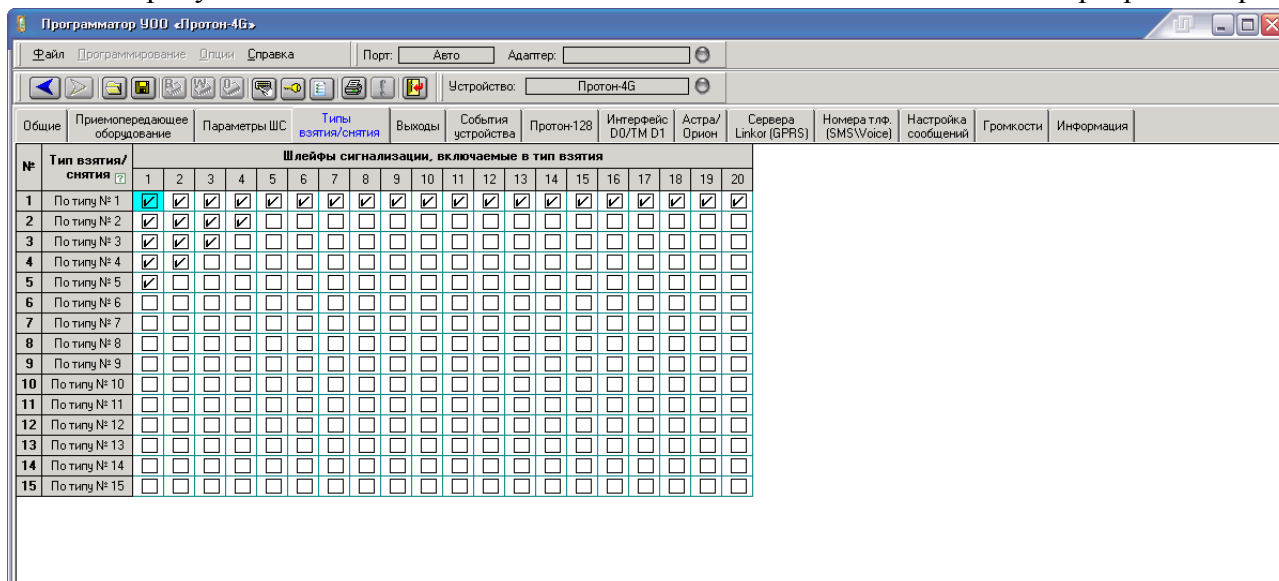 Программатор УОО «Протон-4G»
Файл Программирование Опции Справка Порт: Авто Адаптер:
Устройство: Протон-4G
Общие Приемопередающее оборудование Параметры ШС Типы взятия/снятия Выходы События устройства Протон-128 Интерфейс D0/TM D1 Астра/Орион Сервера Linkor (GPRS) Номера тлф. (SMS\Voice) Настройка сообщений Громкости Информация
№ Тип взятия/снятия ? Шлейфы сигнализации, включаемые в тип взятия
1 2 3 4 5 6 7 8 9 10 11 12 13 14 15 16 17 18 19 20
1 По типу № 1
2 По типу № 2
3 По типу № 3
4 По типу № 4
5 По типу № 5
6 По типу № 6
7 По типу № 7
8 По типу № 8
9 По типу № 9
10 По типу № 10
11 По типу № 11
12 По типу № 12
13 По типу № 13
14 По типу № 14
15 По типу № 15